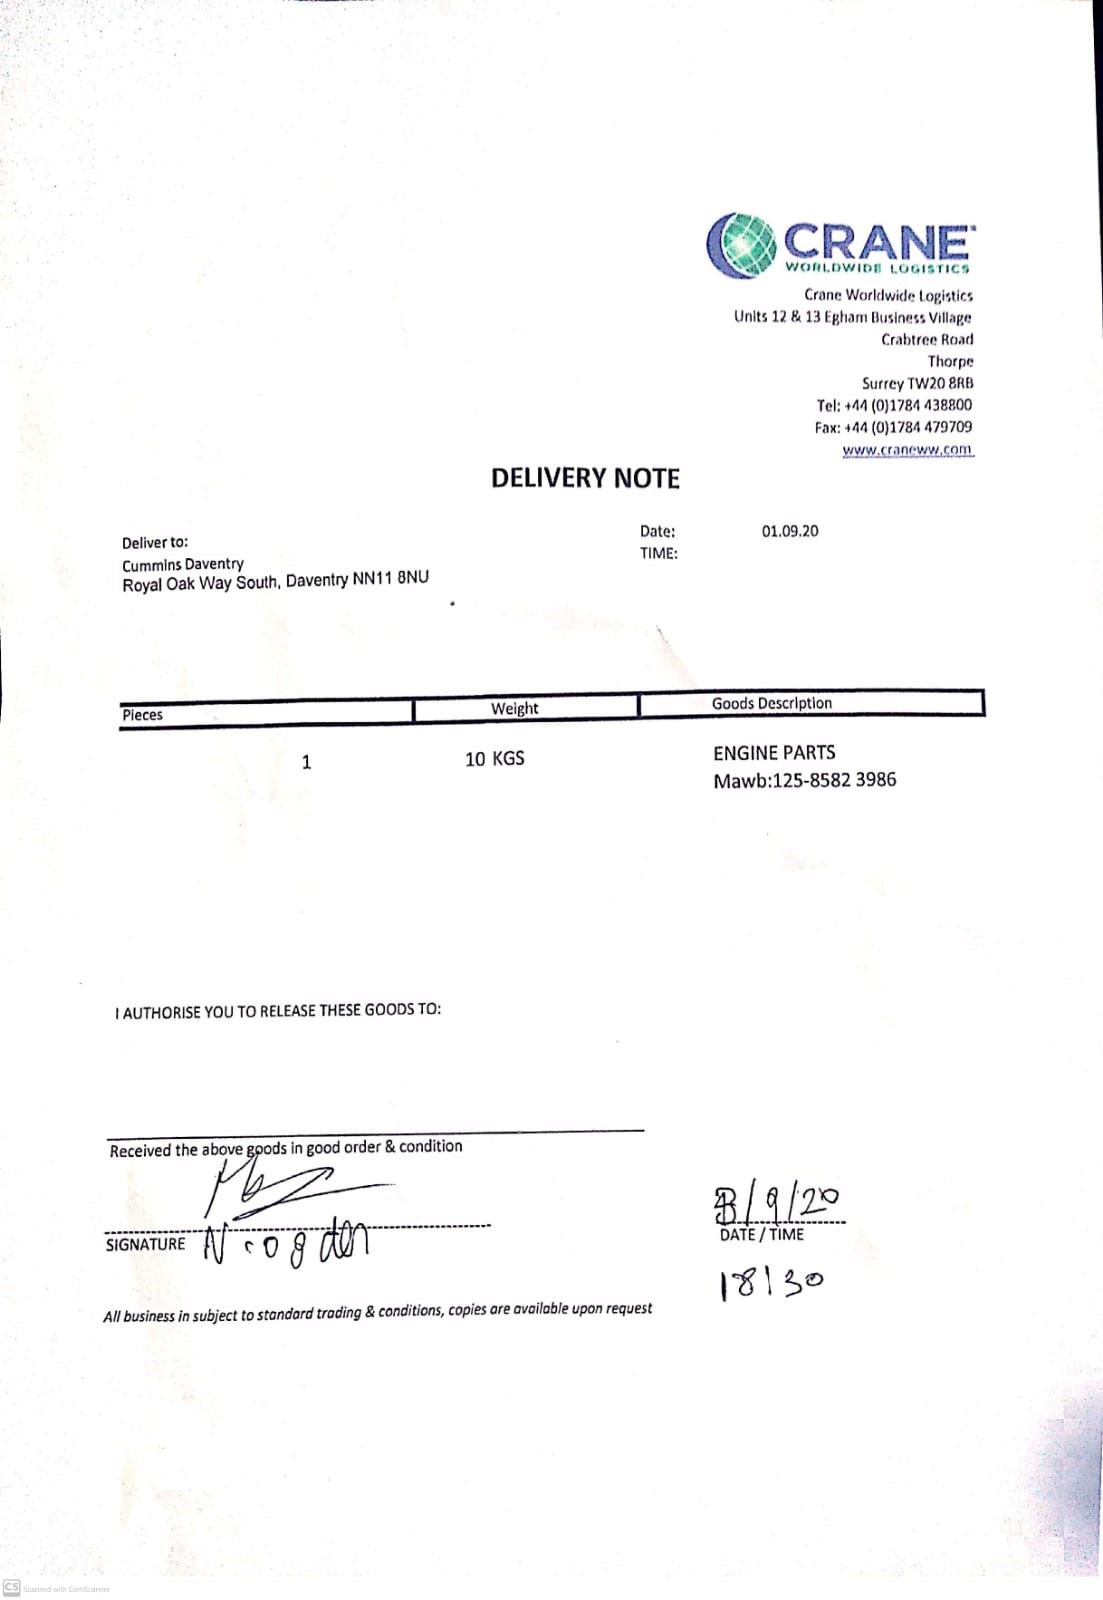 CRANE
WORLDWIDE LOGISTICS
Crane Worldwide Logistics
Units 12 & 13 Egham Business Village
Crabtree Road
Thorpe
Surrey TW20 8RB
Tel: +44 (0)1784 438800
Fax: +44 (0)1784 479709
www.craneww.com
DELIVERY NOTE
Deliver to:
Cummins Daventry
Royal Oak Way South, Daventry NN11 8NU
Date: 01.09.20
TIME:
Pieces Weight Goods Description
1 10 KGS ENGINE PARTS
Mawb:125-8582 3986
I AUTHORISE YOU TO RELEASE THESE GOODS TO:
Received the above goods in good order & condition
/9/20
SIGNATURE N.ogden
DATE / TIME
18:30
All business in subject to standard trading & conditions, copies are available upon request
CS Scanned with CamScanner